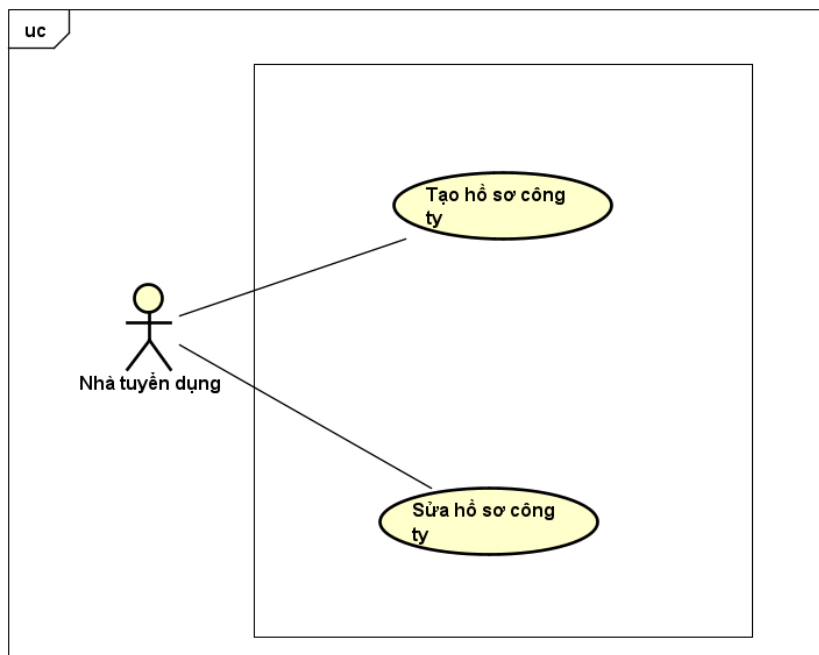 uc
Tạo hồ sơ công
ty
Nhà tuyển dụng
Sửa hồ sơ công
ty